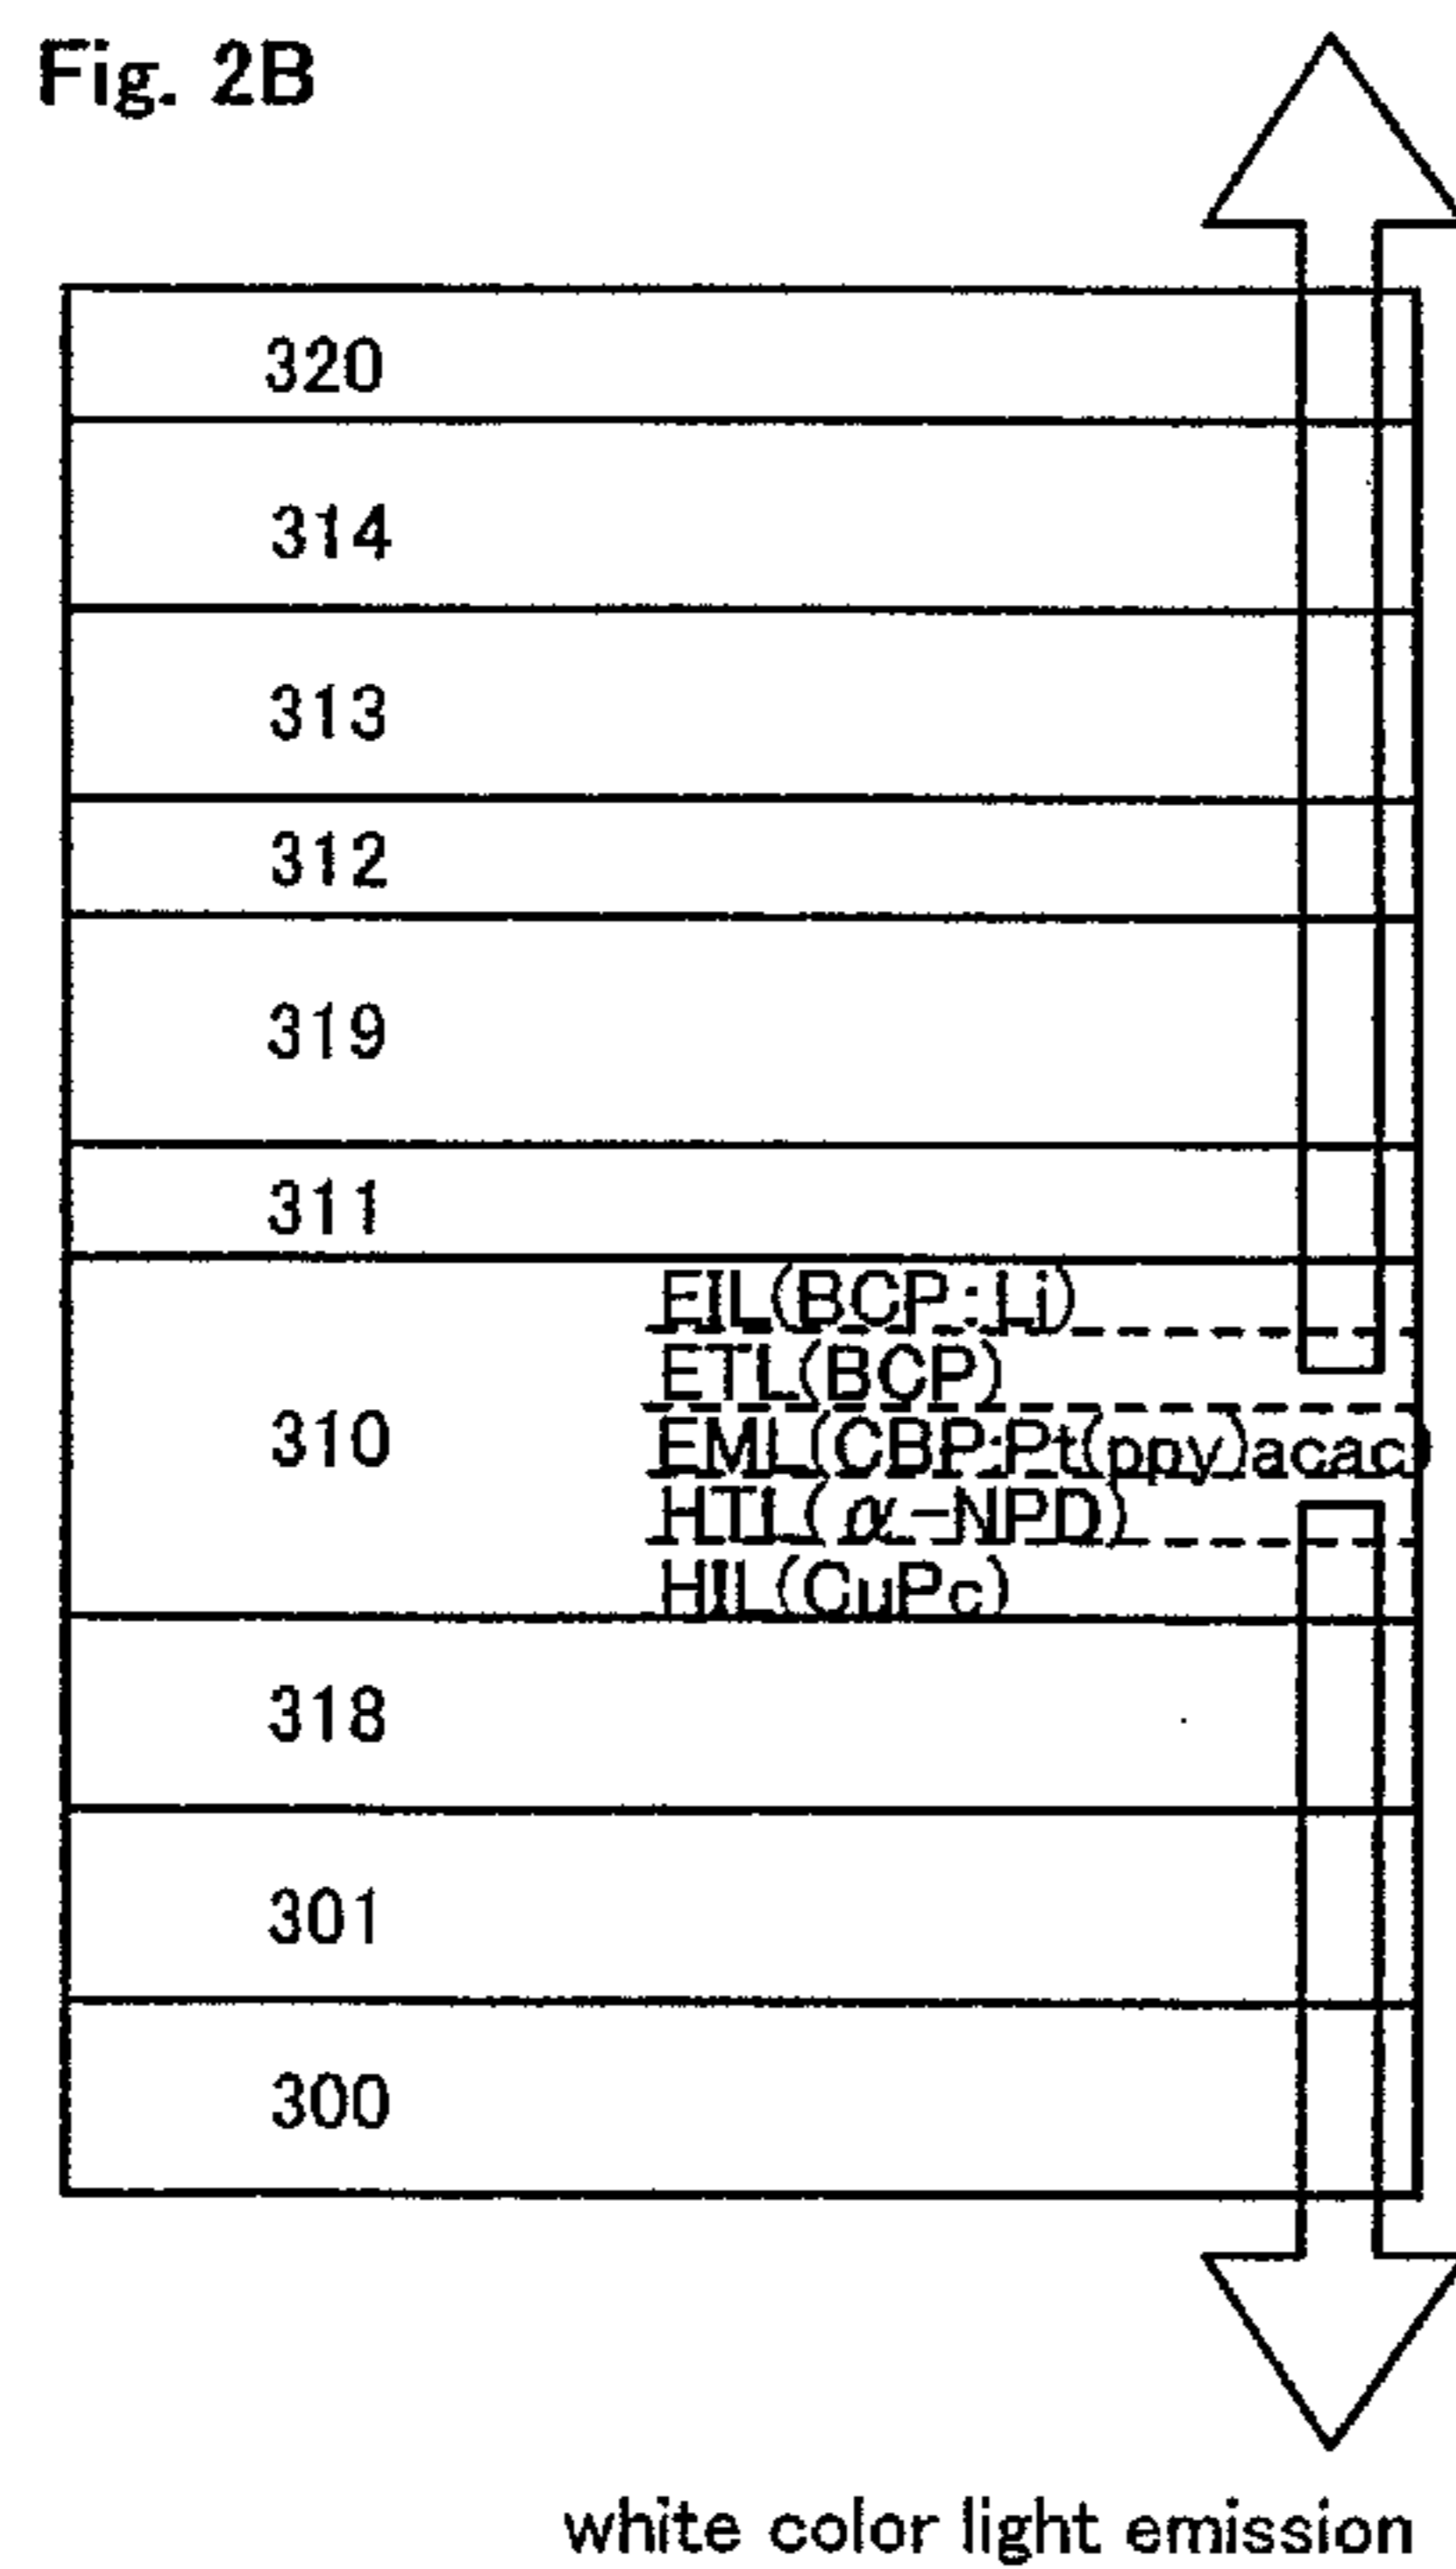 Fig. 2B
320
314
313
312
319
311
EIL(BCP:Li)
ETL(BCP)
310
EML(CBP:Pt(ppy)acac)
HTL(α-NPD)
HIL(CuPc)
318
301
300
white color light emission